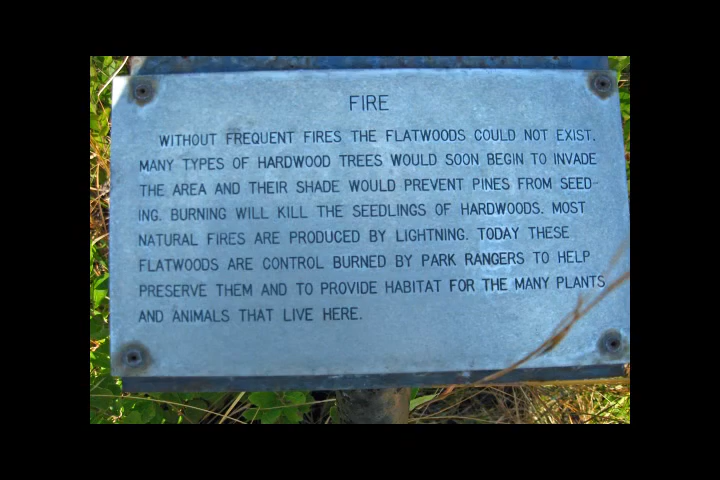 FIRE
WITHOUT FREQUENT FIRES THE FLATWOODS COULD NOT EXIST.
MANY TYPES OF HARDWOOD TREES WOULD SOON BEGIN TO INVADE
THE AREA AND THEIR SHADE WOULD PREVENT PINES FROM SEED-
ING. BURNING WILL KILL THE SEEDLINGS OF HARDWOODS. MOST
NATURAL FIRES ARE PRODUCED BY LIGHTNING. TODAY THESE
FLATWOODS ARE CONTROL BURNED BY PARK RANGERS TO HELP
PRESERVE THEM AND TO PROVIDE HABITAT FOR THE MANY PLANTS
AND ANIMALS THAT LIVE HERE.